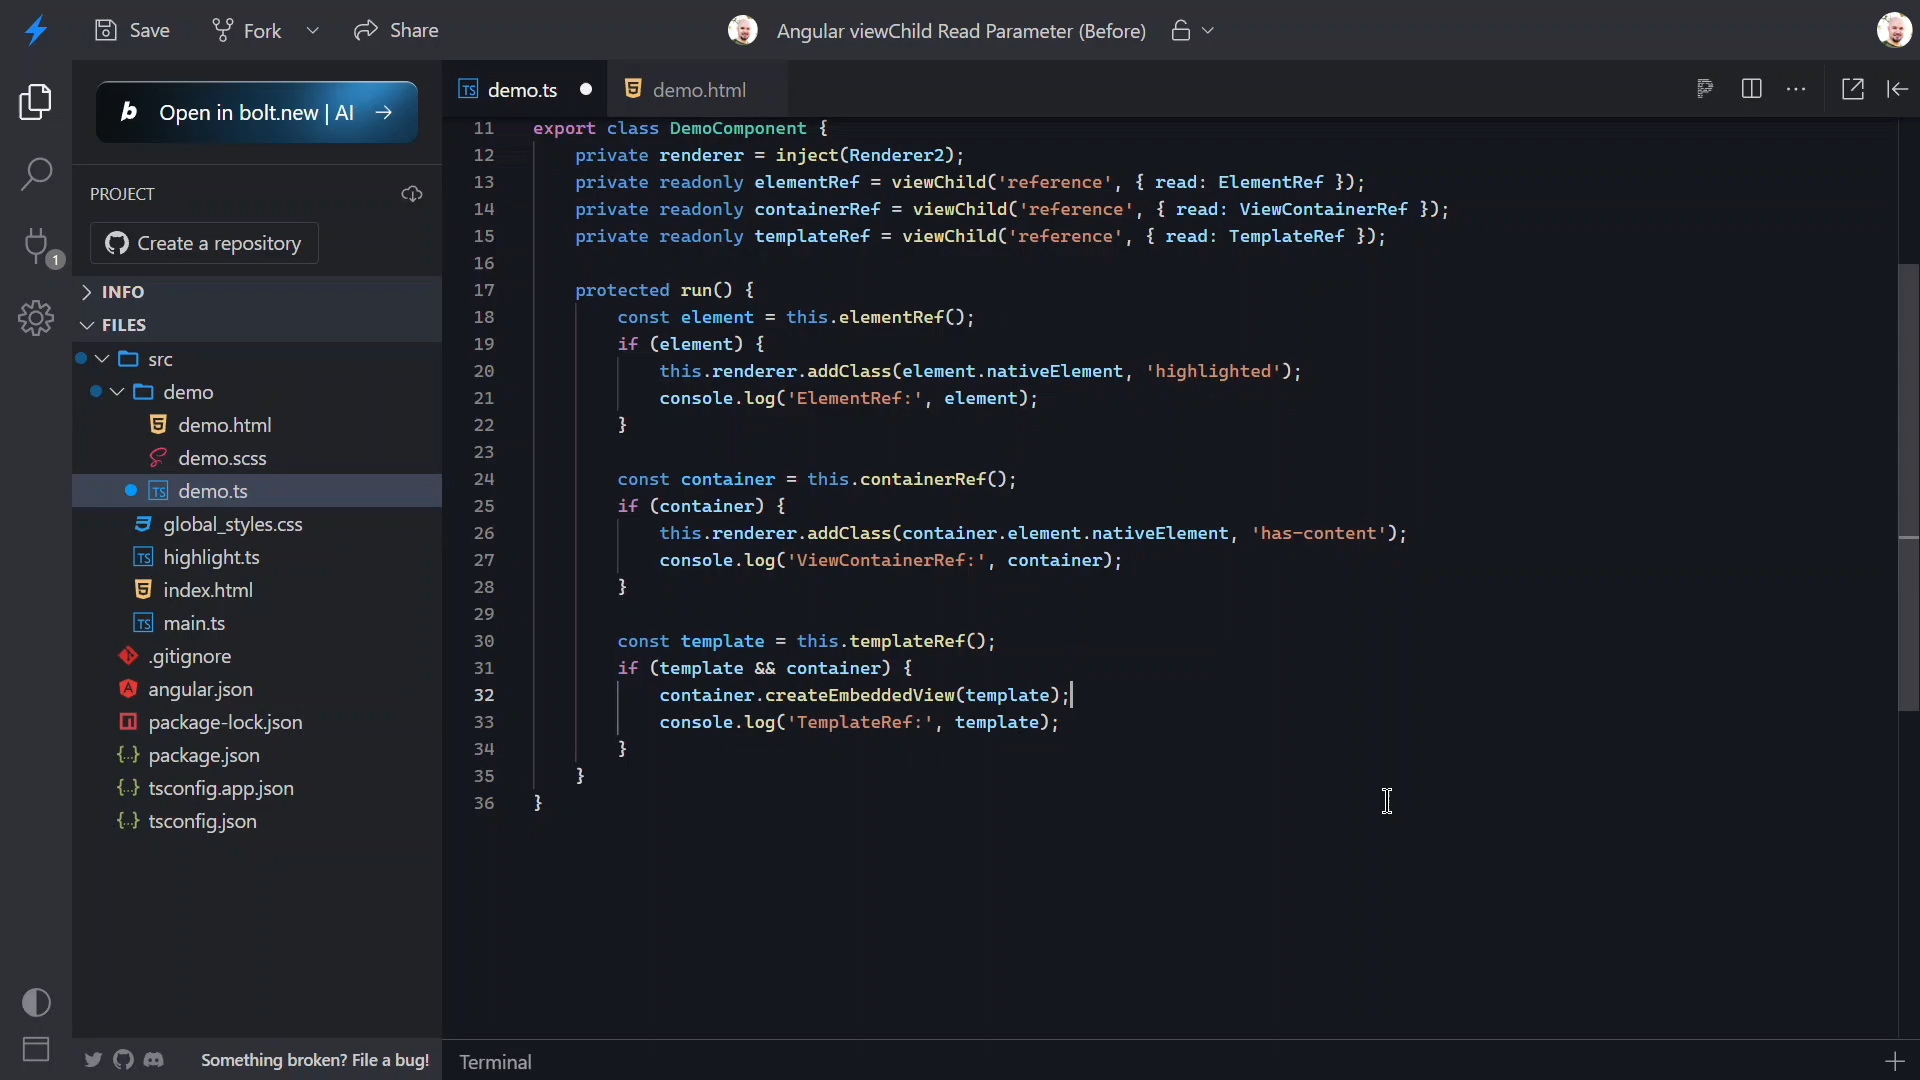 Save
Fork
Share
Angular viewChild Read Parameter (Before)
b Open in bolt.new | AI →
PROJECT
Create a repository
1
INFO
FILES
src
demo
demo.html
demo.scss
TS demo.ts
global_styles.css
TS highlight.ts
index.html
TS main.ts
.gitignore
angular.json
package-lock.json
{..} package.json
{..} tsconfig.app.json
{..} tsconfig.json
Something broken? File a bug!
TS demo.ts
demo.html
11 export class DemoComponent {
12 private renderer = inject(Renderer2);
13 private readonly elementRef = viewChild('reference', { read: ElementRef });
14 private readonly containerRef = viewChild('reference', { read: ViewContainerRef });
15 private readonly templateRef = viewChild('reference', { read: TemplateRef });
16
17 protected run() {
18 const element = this.elementRef();
19 if (element) {
20 this.renderer.addClass(element.nativeElement, 'highlighted');
21 console.log('ElementRef:', element);
22 }
23
24 const container = this.containerRef();
25 if (container) {
26 this.renderer.addClass(container.element.nativeElement, 'has-content');
27 console.log('ViewContainerRef:', container);
28 }
29
30 const template = this.templateRef();
31 if (template && container) {
32 container.createEmbeddedView(template);
33 console.log('TemplateRef:', template);
34 }
35 }
36 }
Terminal